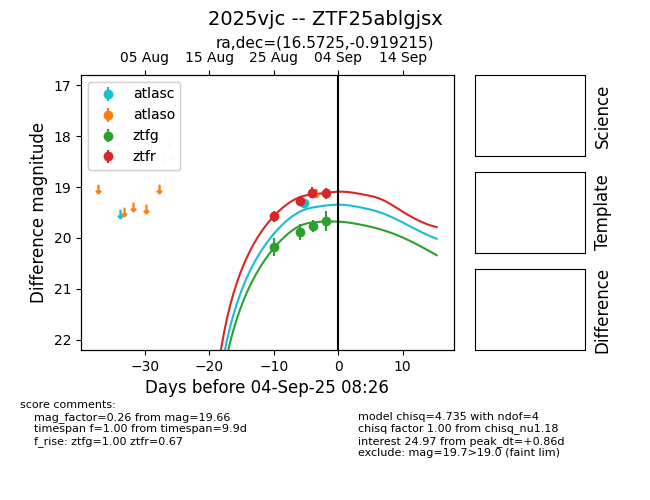 2025vjc -- ZTF25ablgjsx
ra,dec=(16.5725,-0.919215)
05 Aug 15 Aug 25 Aug 04 Sep 14 Sep
17
18
19
20
21
22
Difference magnitude
atlasc
atlaso
ztfg
ztfr
−30 −20 −10 0 10
Days before 04-Sep-25 08:26
Science
Template
Difference
score comments:
mag_factor=0.26 from mag=19.66
timespan f=1.00 from timespan=9.9d
f_rise: ztfg=1.00 ztfr=0.67
model chisq=4.735 with ndof=4
chisq factor 1.00 from chisq_nu1.18
interest 24.97 from peak_dt=+0.86d
exclude: mag=19.7>19.0 (faint lim)